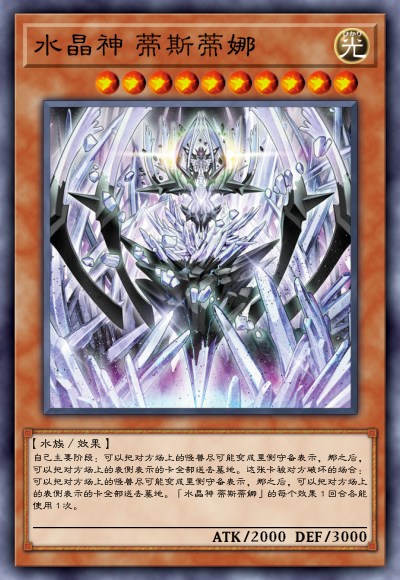 水晶神 蒂斯蒂娜
光
【水族／效果】
自己主要阶段：可以把对方场上的怪兽尽可能变成里侧守备表示，那之后，
可以把对方场上的表侧表示的卡全部送去墓地。这张卡被对方破坏的场合：
可以把对方场上的怪兽尽可能变成里侧守备表示，那之后，可以把对方场上
的表侧表示的卡全部送去墓地。「水晶神 蒂斯蒂娜」的每个效果1回合各能
使用1次。
ATK/2000 DEF/3000